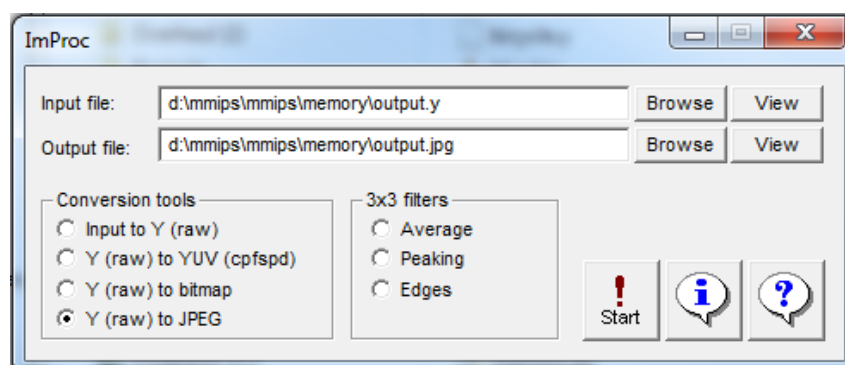 ImProc
Input file: d:\mmips\mmips\memory\output.y Browse View
Output file: d:\mmips\mmips\memory\output.jpg Browse View
Conversion tools
Input to Y (raw)
Y (raw) to YUV (cpfspd)
Y (raw) to bitmap
Y (raw) to JPEG
3x3 filters
Average
Peaking
Edges
Start